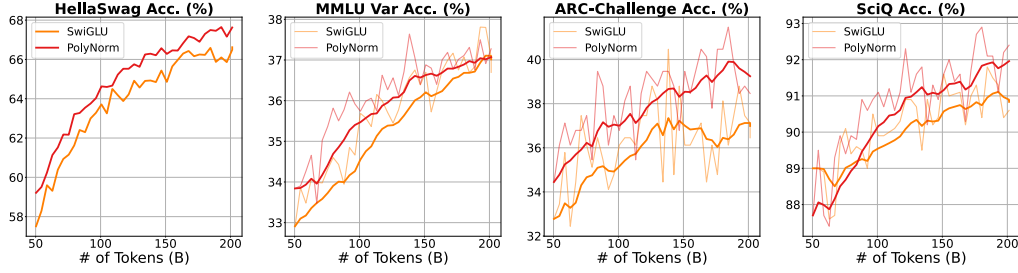 HellaSwag Acc. (%)
SwiGLU
PolyNorm
68
66
64
62
60
58
50
100
150
200
# of Tokens (B)
MMLU Var Acc. (%)
SwiGLU
PolyNorm
38
37
36
35
34
33
50
100
150
200
# of Tokens (B)
ARC-Challenge Acc. (%)
SwiGLU
PolyNorm
40
38
36
34
32
50
100
150
200
# of Tokens (B)
SciQ Acc. (%)
SwiGLU
PolyNorm
93
92
91
90
89
88
50
100
150
200
# of Tokens (B)